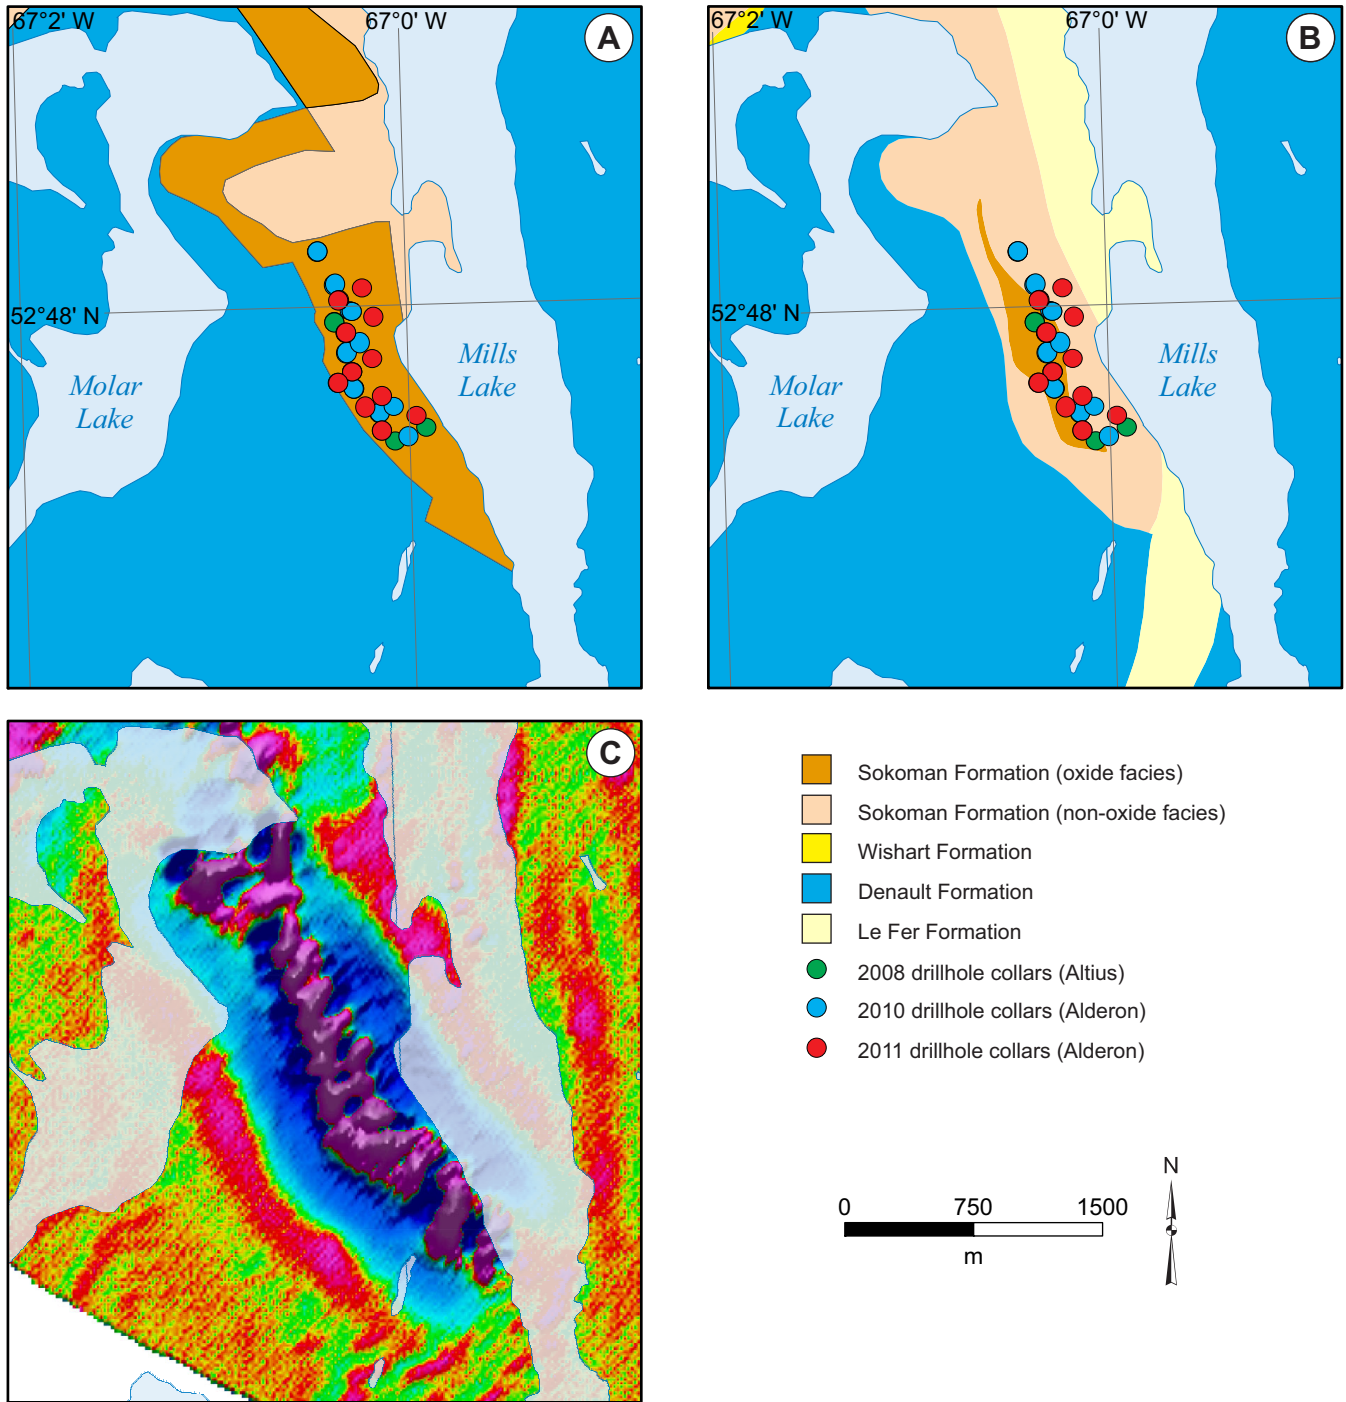 67°2' W
67°0' W
A
52°48' N
Molar
Lake
Mills
Lake
67°2' W
67°0' W
B
52°48' N
Molar
Lake
Mills
Lake
C
Sokoman Formation (oxide facies)
Sokoman Formation (non-oxide facies)
Wishart Formation
Denault Formation
Le Fer Formation
2008 drillhole collars (Altius)
2010 drillhole collars (Alderon)
2011 drillhole collars (Alderon)
N
0 750 1500
m